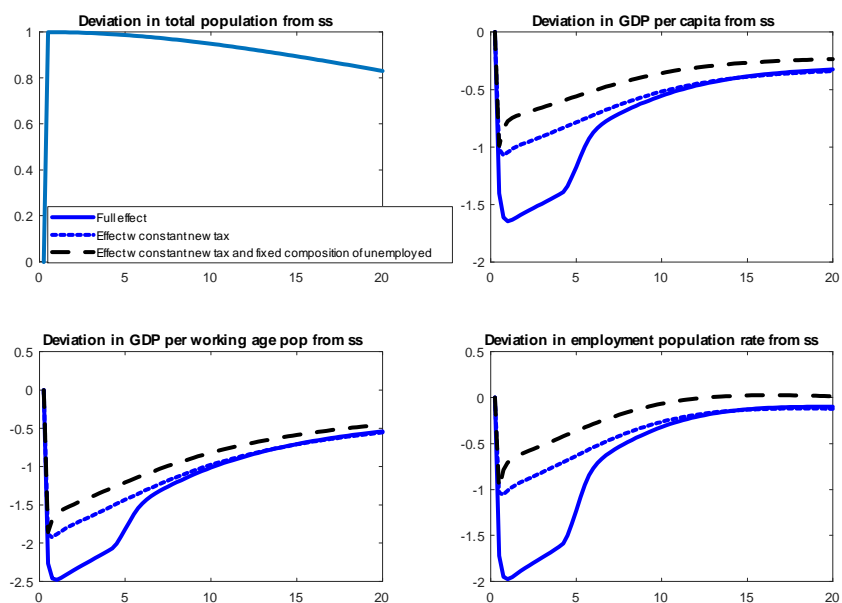 Deviation in total population from ss
1
0.8
0.6
0.4
0.2
0
0 5 10 15 20
Full effect
Effect w constant new tax
Effect w constant new tax and fixed composition of unemployed
Deviation in GDP per capita from ss
0
-0.5
-1
-1.5
-2
0 5 10 15 20
Deviation in GDP per working age pop from ss
0.5
0
-0.5
-1
-1.5
-2
-2.5
0 5 10 15 20
Deviation in employment population rate from ss
0.5
0
-0.5
-1
-1.5
-2
0 5 10 15 20